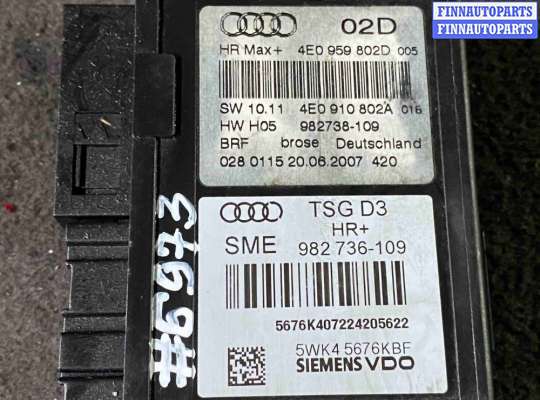 FINNAUTOPARTS
FINNAUTOPARTS
02D
HR Max+ 4E0 959 802D 005
SW 10.11 4E0 910 802A 016
HW H05 982738-109
BRF brose Deutschland
028 0115 20.06.2007 420
TSG D3
HR+
SME 982 736-109
5676K407224205622
5WK4 5676KBF
SIEMENS VDO
#6973